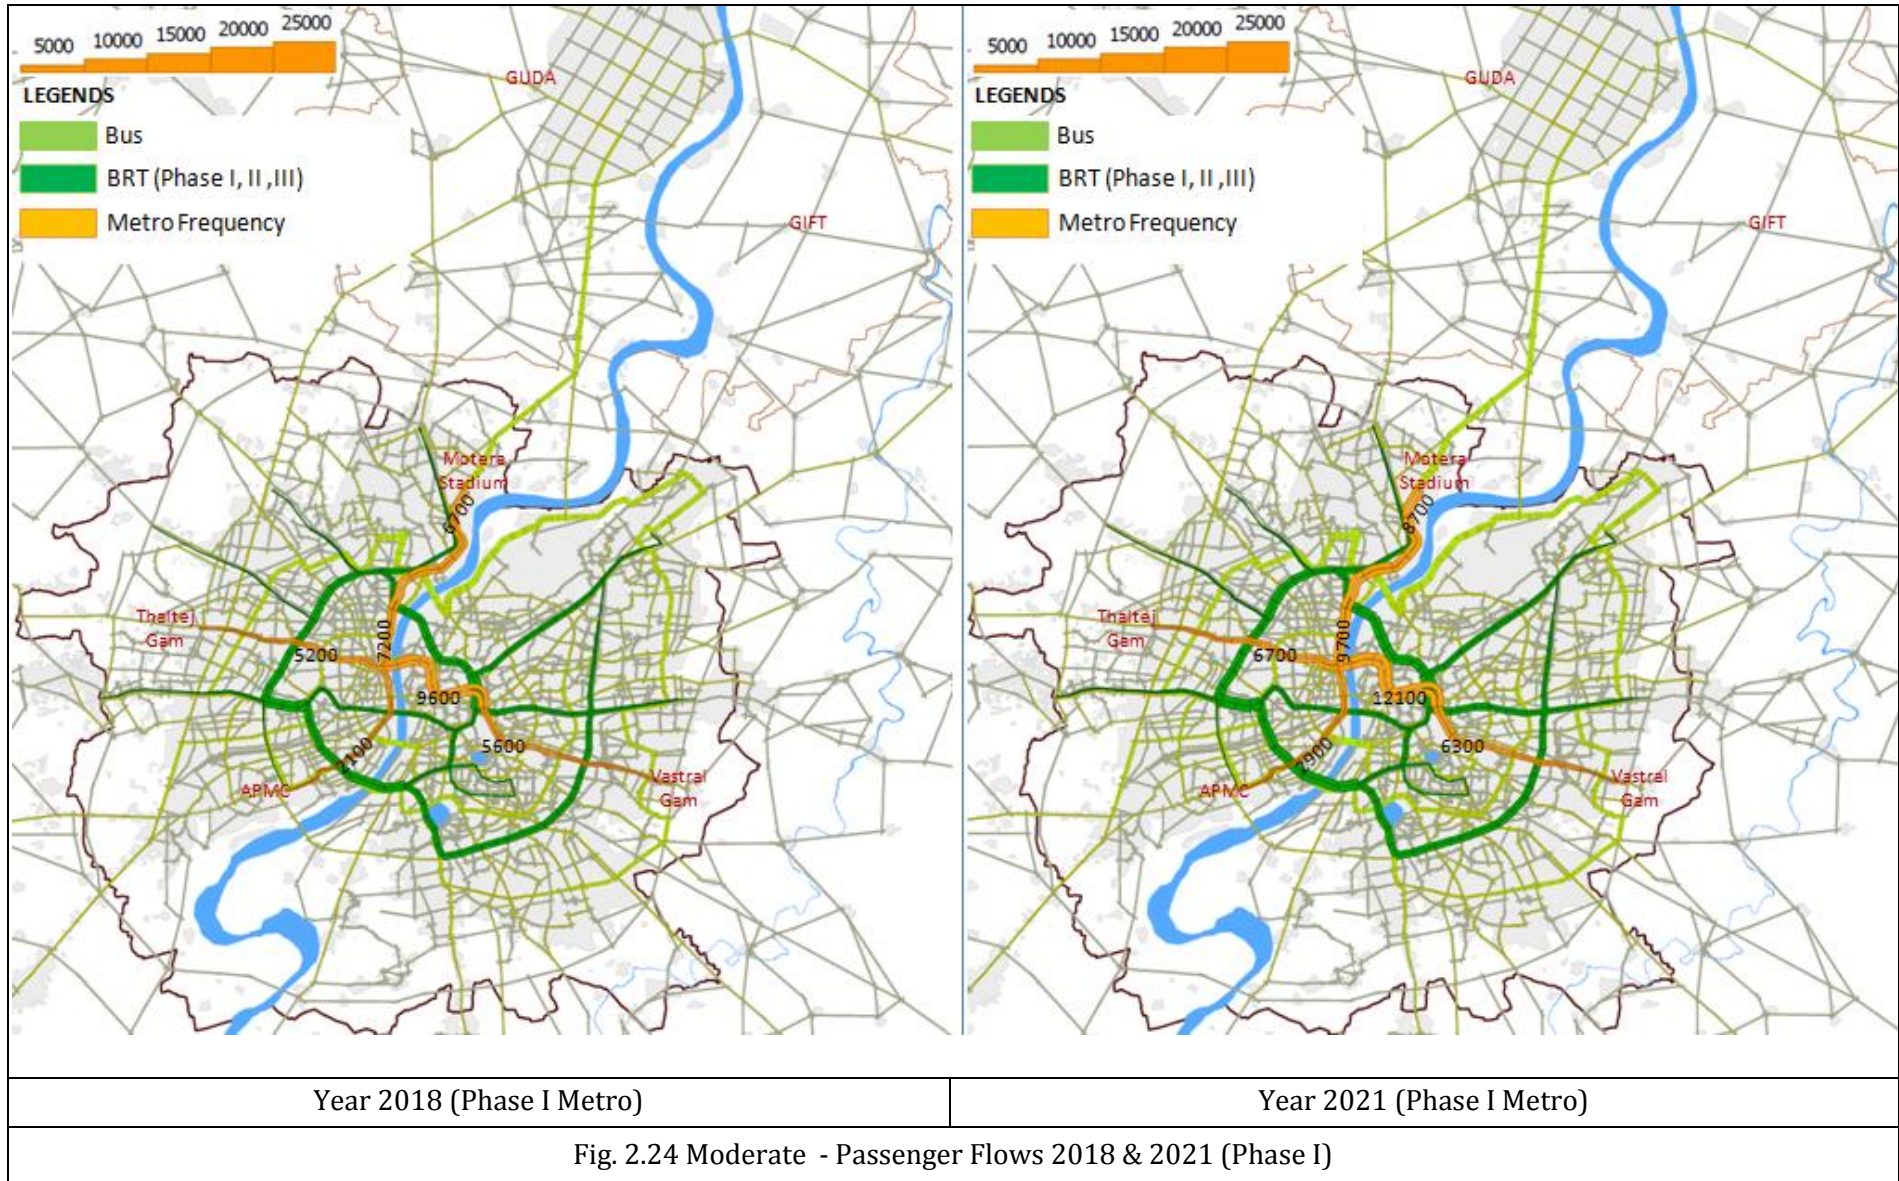 5000 10000 15000 20000 25000
LEGENDS
Bus
BRT (Phase I, II ,III)
Metro Frequency
GUDA
GIFT
Motera
Stadium
6700
Thaltej
Gam
5200
7200
9600
5600
2100
APMC
Vastral
Gam
5000 10000 15000 20000 25000
LEGENDS
Bus
BRT (Phase I, II ,III)
Metro Frequency
GUDA
GIFT
Motera
Stadium
8700
Thaltej
Gam
6700
9700
12100
6300
2900
APMC
Vastral
Gam
Year 2018 (Phase I Metro)
Year 2021 (Phase I Metro)
Fig. 2.24 Moderate - Passenger Flows 2018 & 2021 (Phase I)